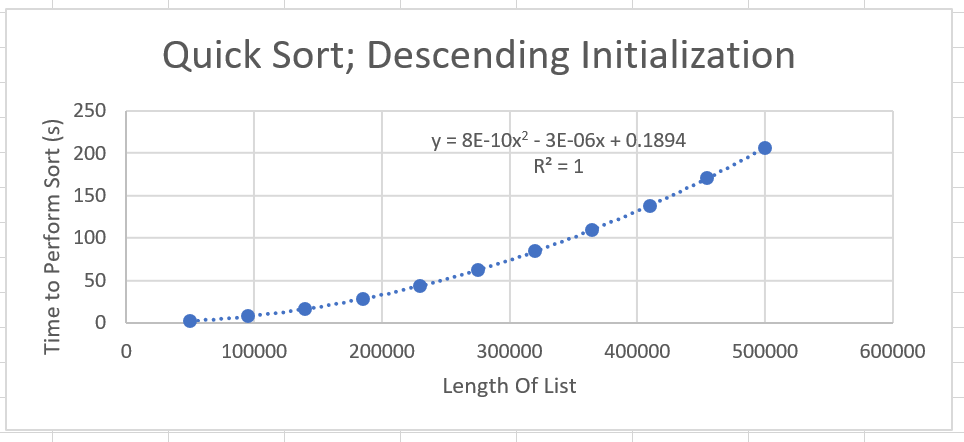 Quick Sort; Descending Initialization
Time to Perform Sort (s)
250
200
150
100
50
0
y = 8E-10x² - 3E-06x + 0.1894
R² = 1
0 100000 200000 300000 400000 500000 600000
Length Of List